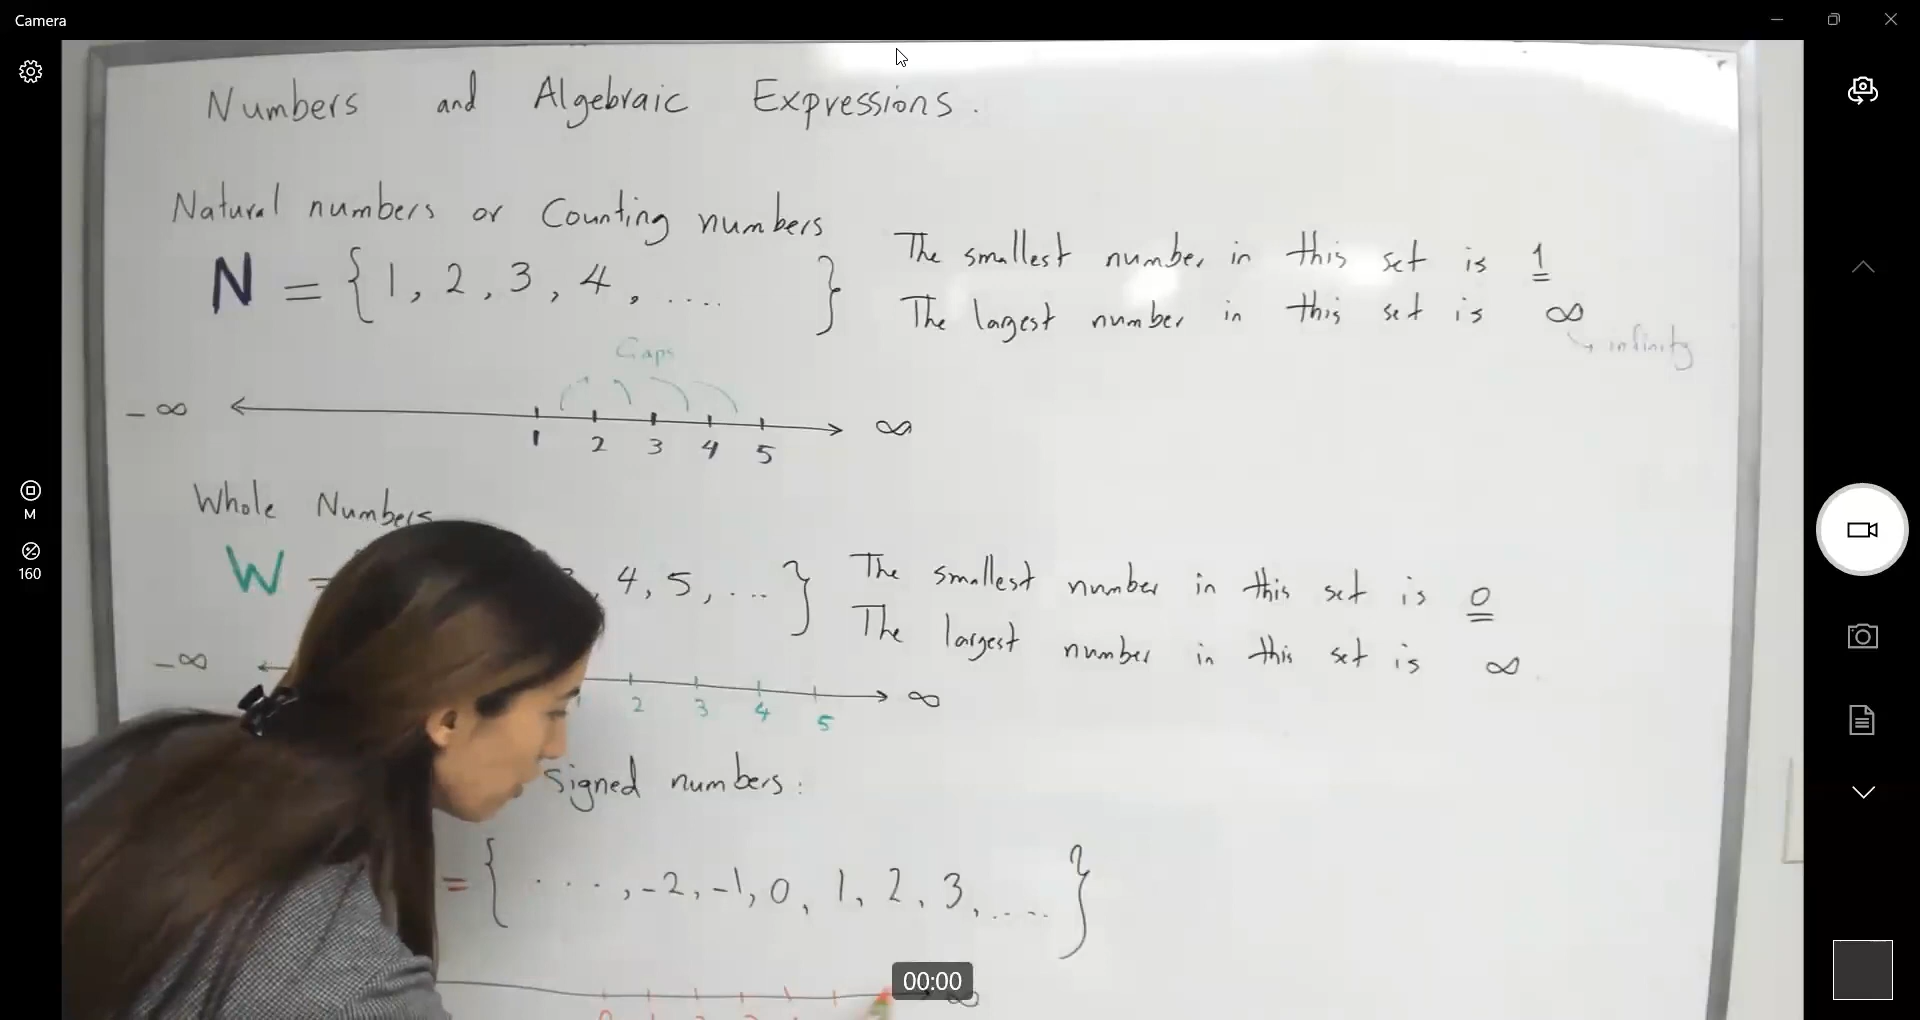 Camera
Numbers and Algebraic Expressions.
Natural numbers or Counting numbers
N = {1, 2, 3, 4, .... }
The smallest number in this set is 1
The largest number in this set is ∞
infinity
Gaps
-∞ ∞
1 2 3 4 5
Whole Numbers
W = , 4, 5, ... }
The smallest number in this set is 0
The largest number in this set is ∞
-∞ ∞
2 3 4 5
signed numbers:
= { ...., -2, -1, 0, 1, 2, 3, ..... }
∞
M
160
00:00